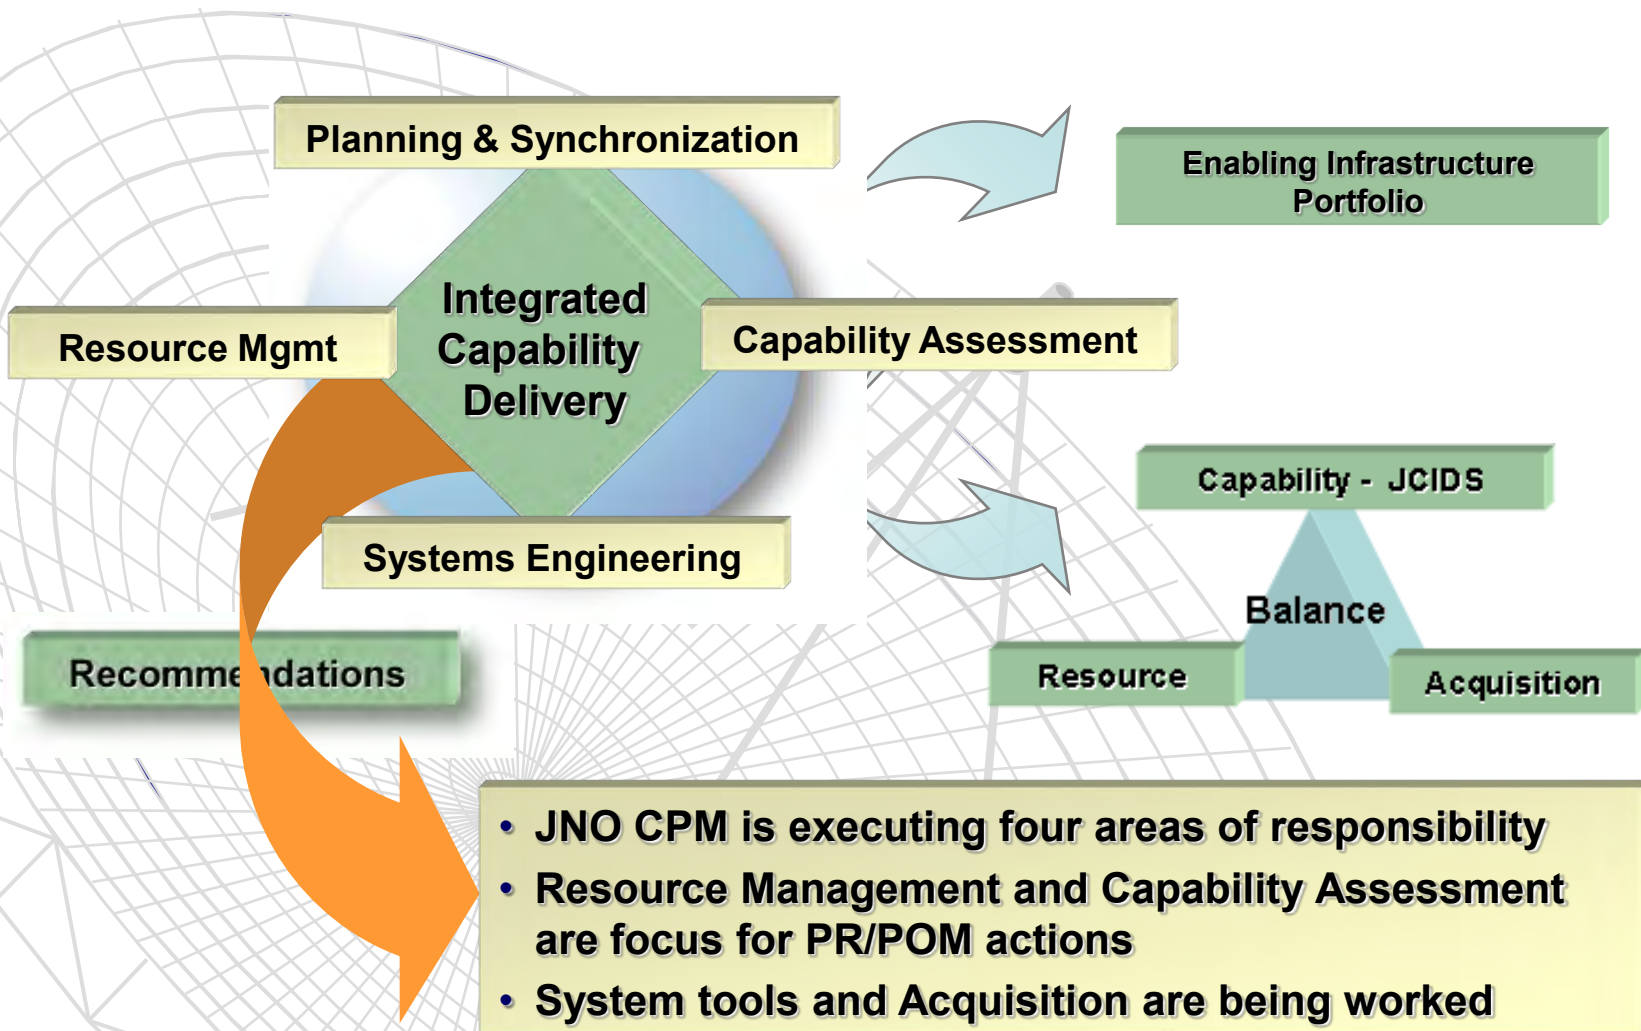 Planning & Synchronization
Enabling Infrastructure
Portfolio
Integrated
Capability
Delivery
Resource Mgmt
Capability Assessment
Capability - JCIDS
Systems Engineering
Balance
Resource
Acquisition
Recommendations
• JNO CPM is executing four areas of responsibility
• Resource Management and Capability Assessment
are focus for PR/POM actions
• System tools and Acquisition are being worked